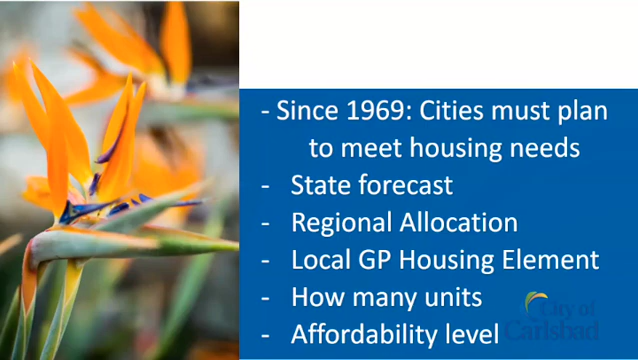 - Since 1969: Cities must plan
to meet housing needs
- State forecast
- Regional Allocation
- Local GP Housing Element
- How many units
- Affordability level
City of
Carlsbad